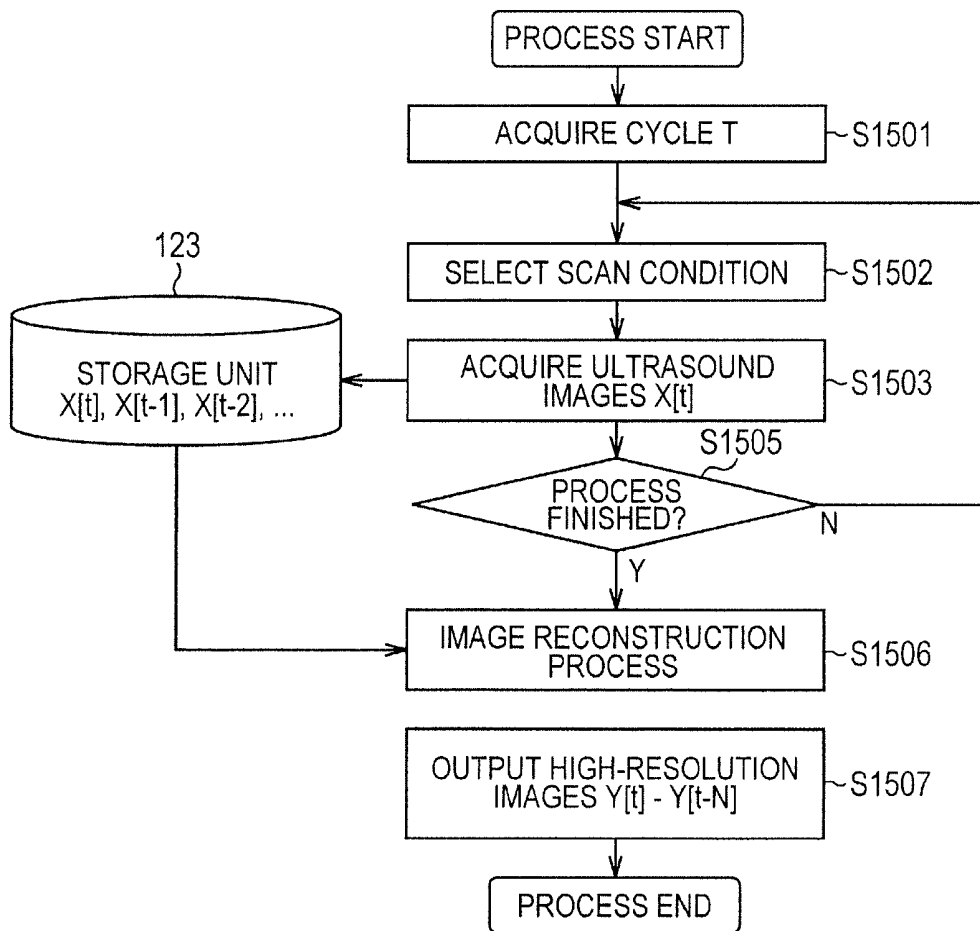 PROCESS START
ACQUIRE CYCLE T
S1501
123
SELECT SCAN CONDITION
S1502
STORAGE UNIT
X[t], X[t-1], X[t-2], ...
ACQUIRE ULTRASOUND
IMAGES X[t]
S1503
S1505
PROCESS
FINISHED?
N
Y
IMAGE RECONSTRUCTION
PROCESS
S1506
OUTPUT HIGH-RESOLUTION
IMAGES Y[t] - Y[t-N]
S1507
PROCESS END